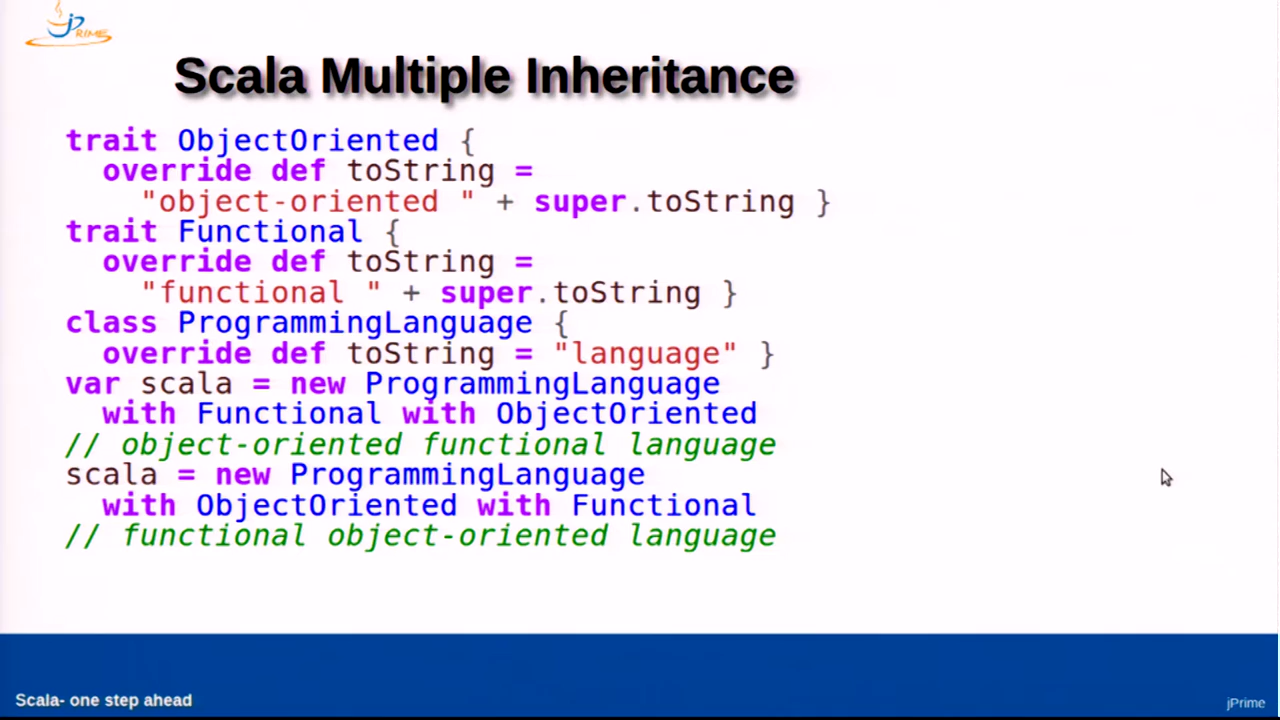 jPRIME
Scala Multiple Inheritance
trait ObjectOriented {
  override def toString =
    "object-oriented " + super.toString }
trait Functional {
  override def toString =
    "functional " + super.toString }
class ProgrammingLanguage {
  override def toString = "language" }
var scala = new ProgrammingLanguage
  with Functional with ObjectOriented
// object-oriented functional language
scala = new ProgrammingLanguage
  with ObjectOriented with Functional
// functional object-oriented language
Scala- one step ahead
jPrime